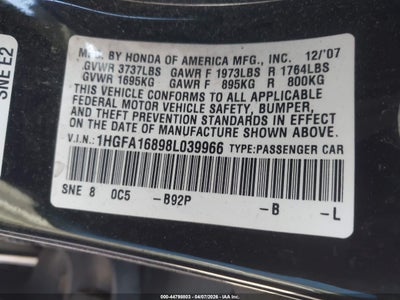 SNE E2
MFD. BY HONDA OF AMERICA MFG., INC. 12/'07
GVWR 3737LBS GAWR F 1973LBS R 1764LBS
GVWR 1695KG GAWR F 895KG R 800KG
THIS VEHICLE CONFORMS TO ALL APPLICABLE
FEDERAL MOTOR VEHICLE SAFETY, BUMPER,
AND THEFT PREVENTION STANDARDS IN EFFECT ON
THE DATE OF MANUFACTURE SHOWN ABOVE.
V.I.N.: 1HGFA16898L039966 TYPE:PASSENGER CAR
SNE 8 0C5 -B92P -B -L
000-44798003 - 04/07/2026 - IAA Inc.